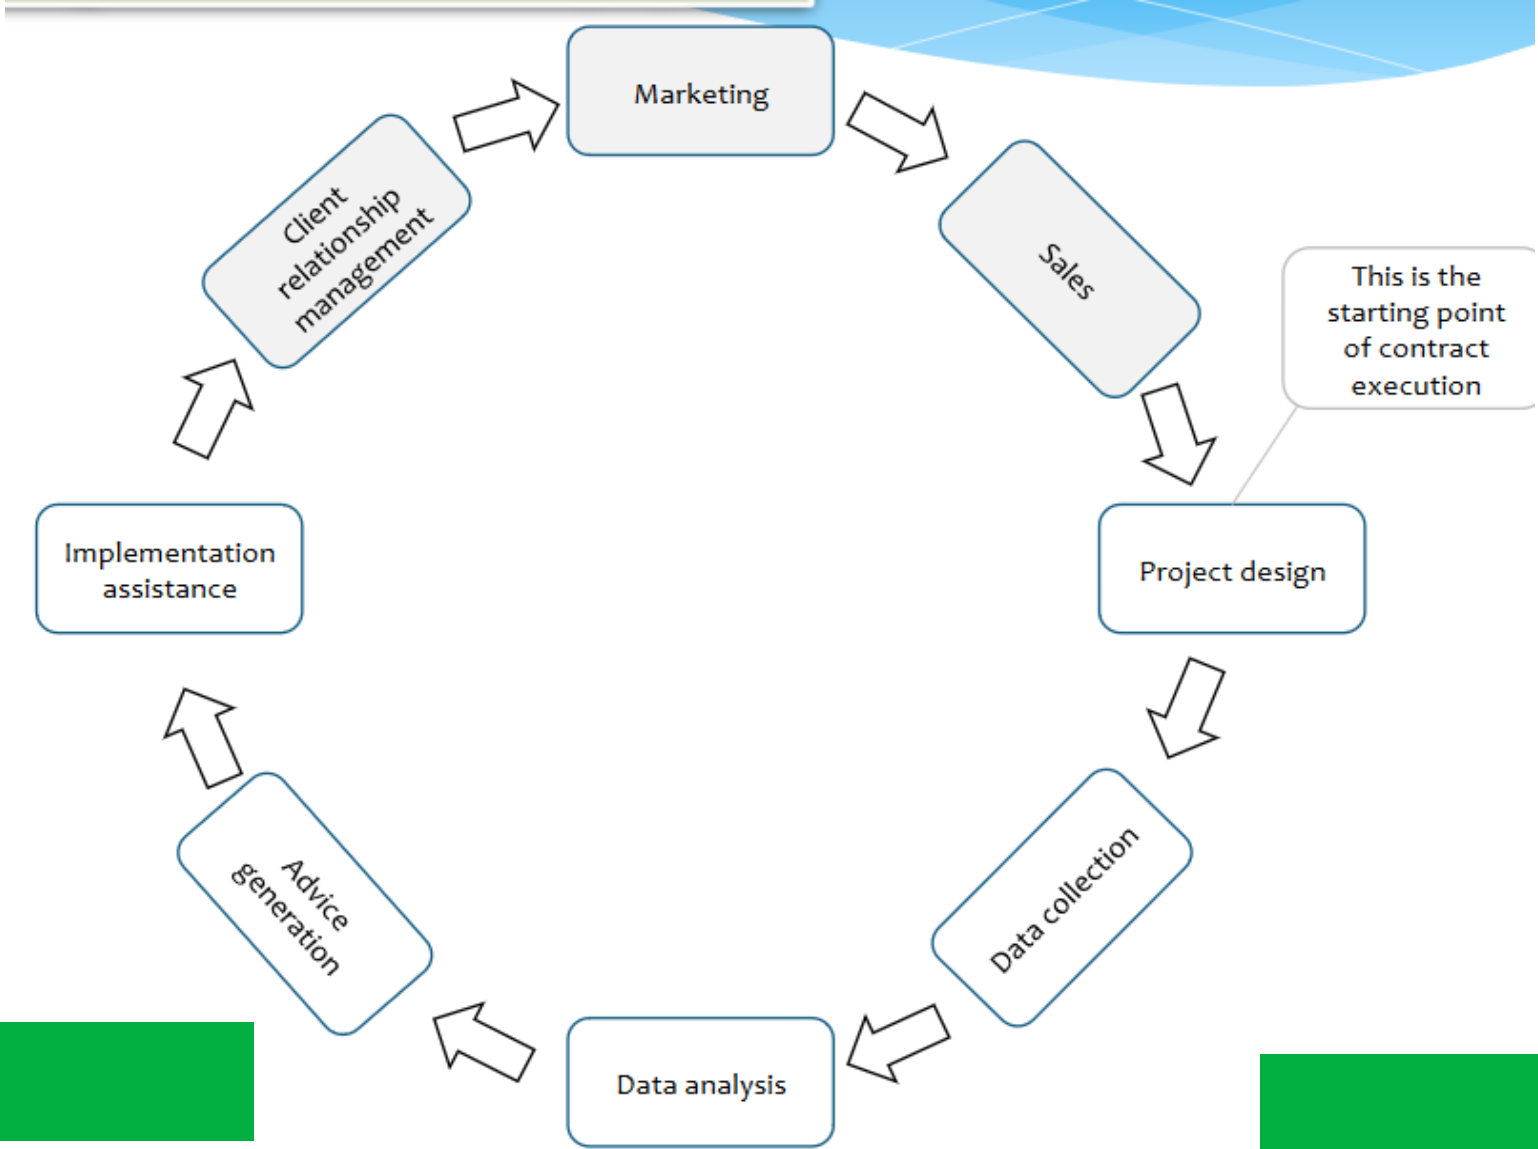 Marketing
Sales
This is the
starting point
of contract
execution
Project design
Data collection
Data analysis
Advice
generation
Implementation
assistance
Client
relationship
management